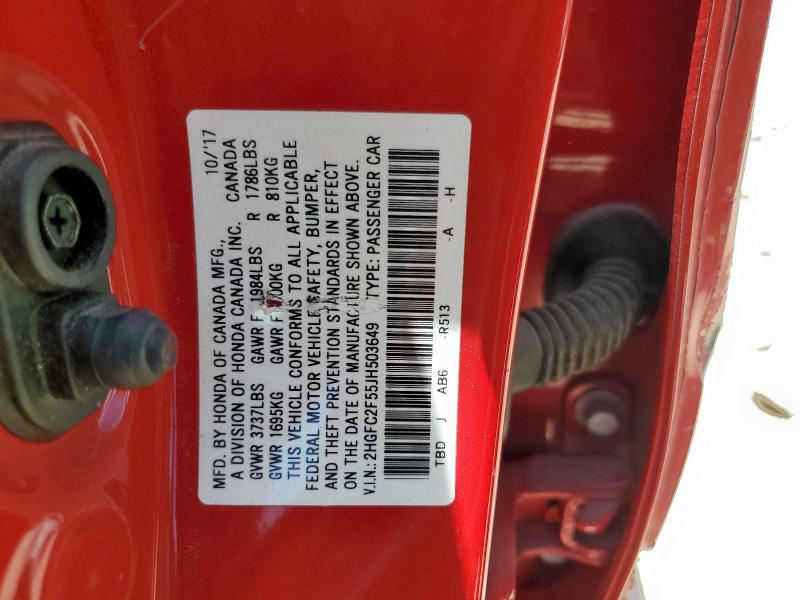 MFD. BY HONDA OF CANADA MFG., 10/'17
A DIVISION OF HONDA CANADA INC. CANADA
GVWR 3737LBS GAWR F 1984LBS R 1786LBS
GVWR 1695KG GAWR F R 810KG
THIS VEHICLE CONFORMS TO ALL APPLICABLE
FEDERAL MOTOR VEHICLE SAFETY, BUMPER,
AND THEFT PREVENTION STANDARDS IN EFFECT
ON THE DATE OF MANUFACTURE SHOWN ABOVE.
V.I.N.: 2HGFC2F55JH503649 TYPE: PASSENGER CAR
TBD J AB6 -R513 -A -H